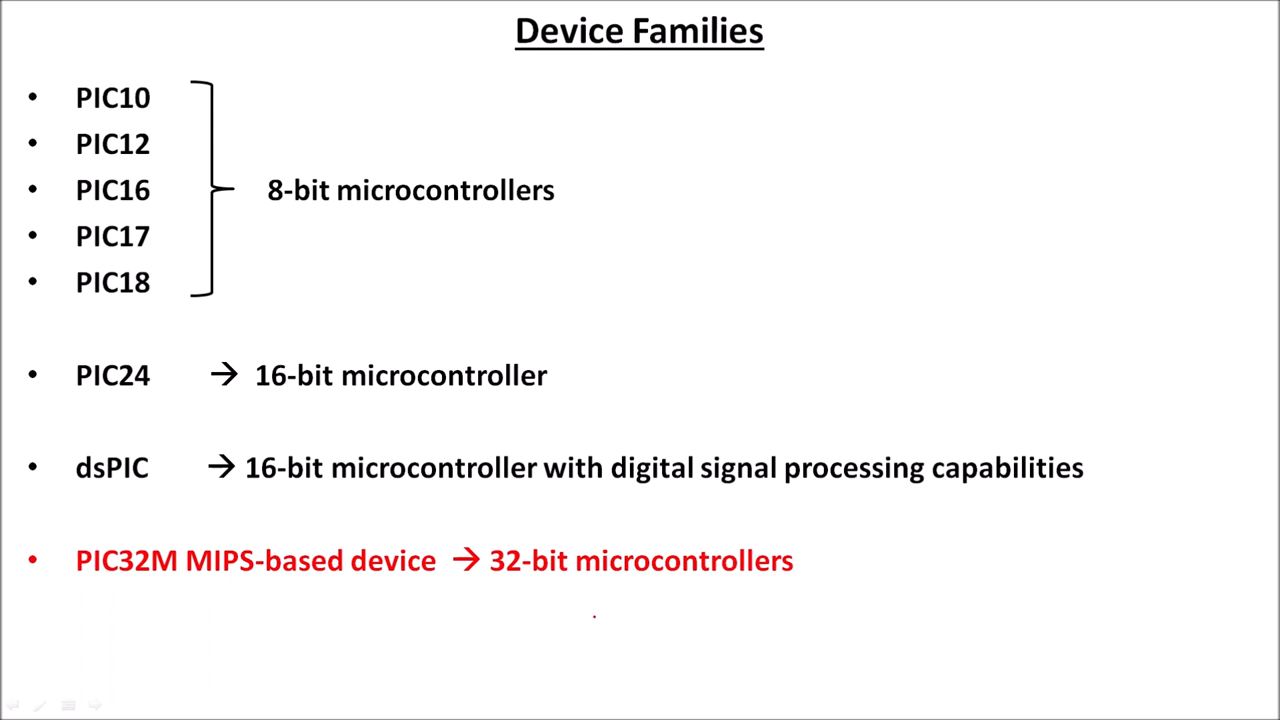 Device Families
• PIC10
• PIC12
• PIC16
• PIC17
• PIC18
8-bit microcontrollers
• PIC24 → 16-bit microcontroller
• dsPIC → 16-bit microcontroller with digital signal processing capabilities
• PIC32M MIPS-based device → 32-bit microcontrollers